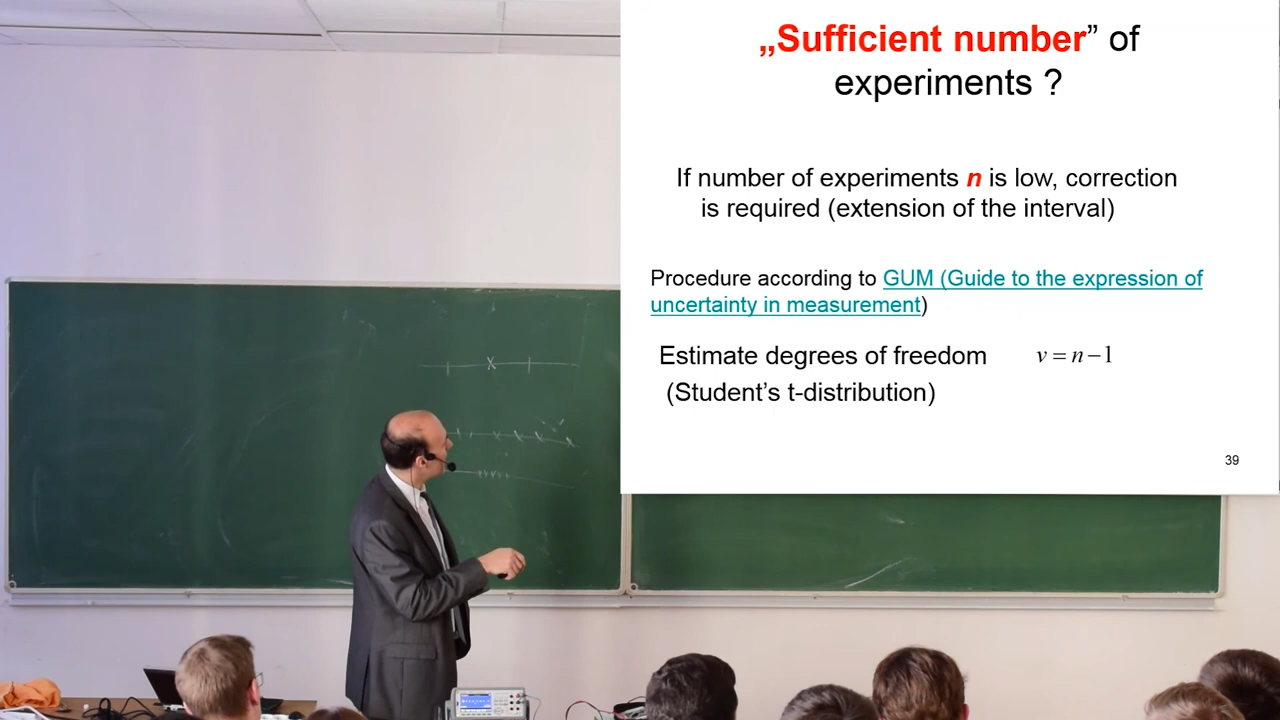 „Sufficient number” of
experiments ?
If number of experiments n is low, correction
is required (extension of the interval)
Procedure according to GUM (Guide to the expression of
uncertainty in measurement)
Estimate degrees of freedom v = n − 1
(Student’s t-distribution)
39